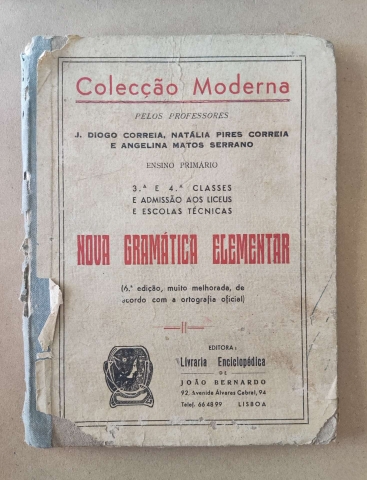 Colecção Moderna
PELOS PROFESSORES
J. DIOGO CORREIA, NATÁLIA PIRES CORREIA
E ANGELINA MATOS SERRANO
ENSINO PRIMÁRIO
3.ª E 4.ª CLASSES
E ADMISSÃO AOS LICEUS
E ESCOLAS TÉCNICAS
NOVA GRAMÁTICA ELEMENTAR
(6.ª edição, muito melhorada, de
acordo com a ortografia oficial)
EDITORA:
Livraria Enciclopédica
DE
JOÃO BERNARDO
92, Avenida Álvares Cabral, 94
Telef. 66 48 99 LISBOA